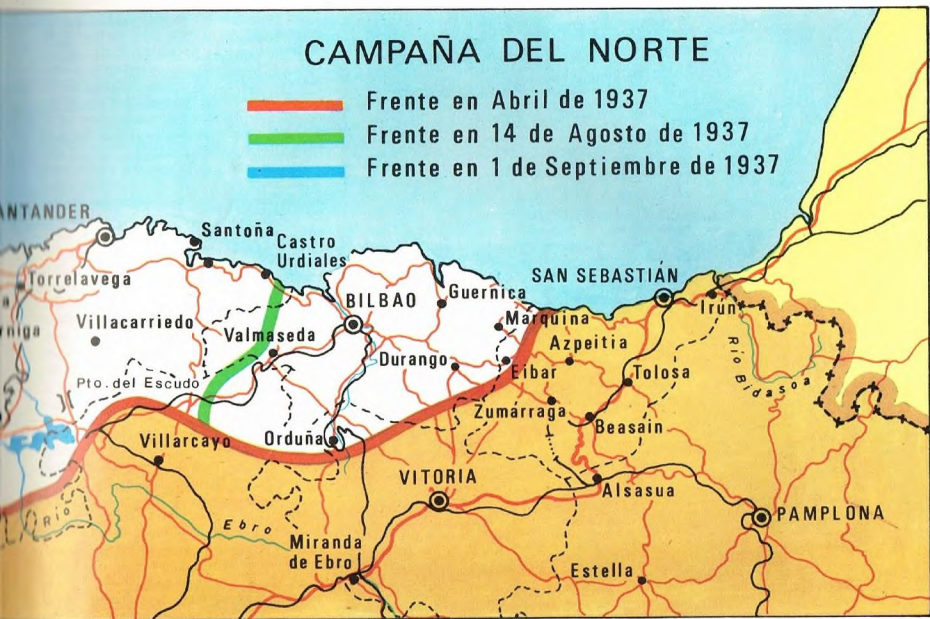 CAMPAÑA DEL NORTE
Frente en Abril de 1937
Frente en 14 de Agosto de 1937
Frente en 1 de Septiembre de 1937
ANTANDER
Santoña
Castro
Urdiales
SAN SEBASTIÁN
Torrelavega
Guernica
Irún
BILBAO
Villacarriedo
Marquina
Valmaseda
Azpeitia
Río Bidasoa
Durango
Eibar
Tolosa
Pto. del Escudo
Zumárraga
Beasain
Villarcayo
Orduña
VITORIA
Alsasua
Río
Ebro
PAMPLONA
Miranda
de Ebro
Estella